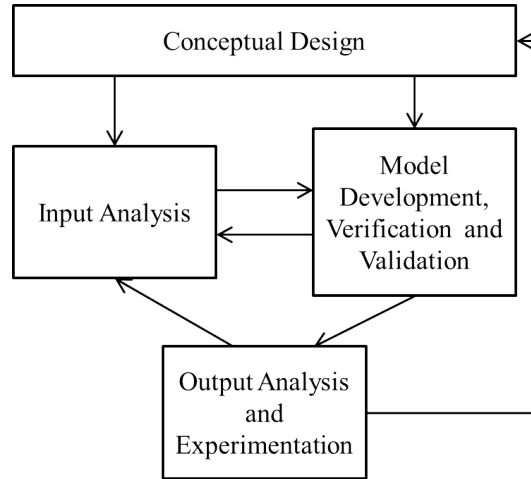 Conceptual Design
Input Analysis
Model
Development,
Verification and
Validation
Output Analysis
and
Experimentation